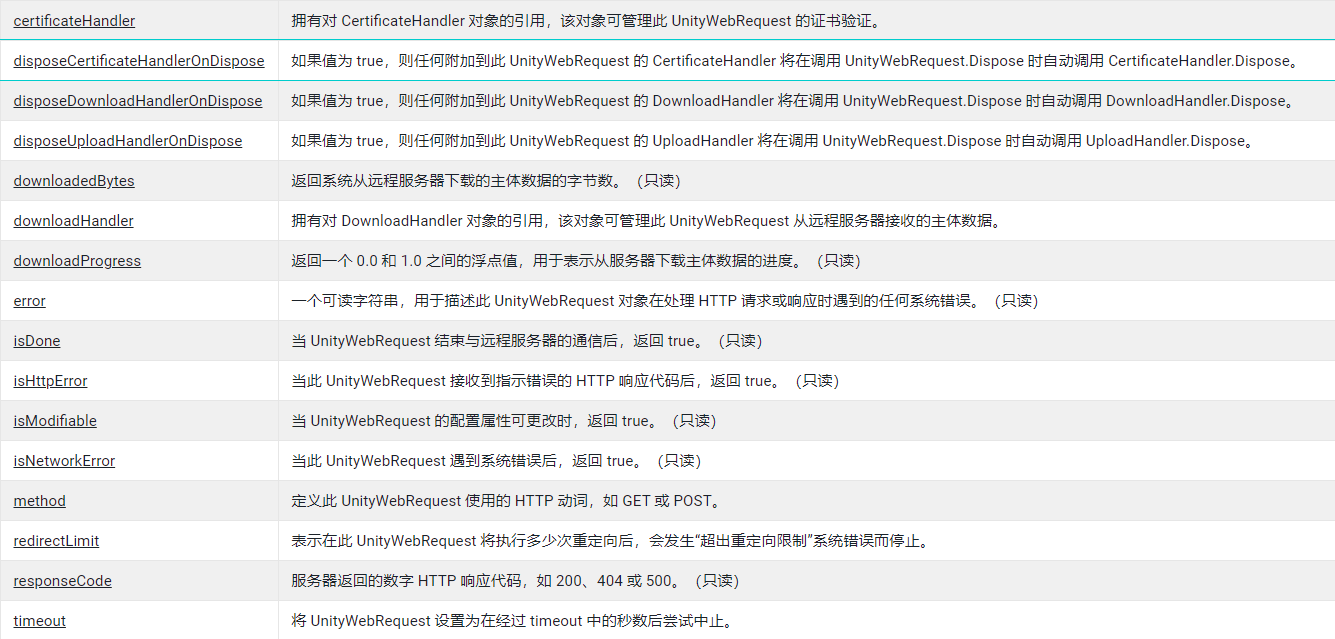 certificateHandler 拥有对 CertificateHandler 对象的引用，该对象可管理此 UnityWebRequest 的证书验证。
disposeCertificateHandlerOnDispose 如果值为 true，则任何附加到此 UnityWebRequest 的 CertificateHandler 将在调用 UnityWebRequest.Dispose 时自动调用 CertificateHandler.Dispose。
disposeDownloadHandlerOnDispose 如果值为 true，则任何附加到此 UnityWebRequest 的 DownloadHandler 将在调用 UnityWebRequest.Dispose 时自动调用 DownloadHandler.Dispose。
disposeUploadHandlerOnDispose 如果值为 true，则任何附加到此 UnityWebRequest 的 UploadHandler 将在调用 UnityWebRequest.Dispose 时自动调用 UploadHandler.Dispose。
downloadedBytes 返回系统从远程服务器下载的主体数据的字节数。（只读）
downloadHandler 拥有对 DownloadHandler 对象的引用，该对象可管理此 UnityWebRequest 从远程服务器接收的主体数据。
downloadProgress 返回一个 0.0 和 1.0 之间的浮点值，用于表示从服务器下载主体数据的进度。（只读）
error 一个可读字符串，用于描述此 UnityWebRequest 对象在处理 HTTP 请求或响应时遇到的任何系统错误。（只读）
isDone 当 UnityWebRequest 结束与远程服务器的通信后，返回 true。（只读）
isHttpError 当此 UnityWebRequest 接收到指示错误的 HTTP 响应代码后，返回 true。（只读）
isModifiable 当 UnityWebRequest 的配置属性可更改时，返回 true。（只读）
isNetworkError 当此 UnityWebRequest 遇到系统错误后，返回 true。（只读）
method 定义此 UnityWebRequest 使用的 HTTP 动词，如 GET 或 POST。
redirectLimit 表示在此 UnityWebRequest 将执行多少次重定向后，会发生“超出重定向限制”系统错误而停止。
responseCode 服务器返回的数字 HTTP 响应代码，如 200、404 或 500。（只读）
timeout 将 UnityWebRequest 设置为在经过 timeout 中的秒数后尝试中止。